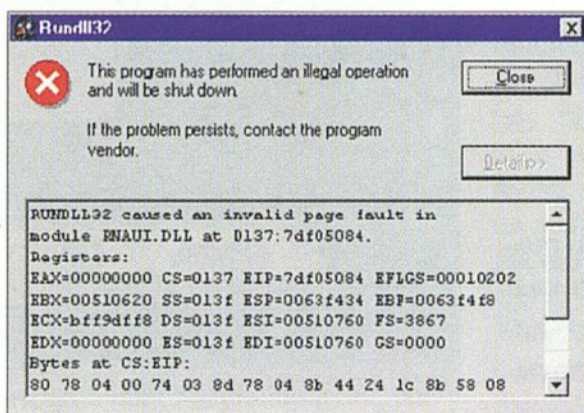 Rundll32
This program has performed an illegal operation
and will be shut down.
If the problem persists, contact the program
vendor.
Close
Details>>
RUNDLL32 caused an invalid page fault in
module RNAUI.DLL at 0137:7df05084.
Registers:
EAX=00000000 CS=0137 EIP=7df05084 EFLGS=00010202
EBX=00510620 SS=013f ESP=0063f434 EBP=0063f4f8
ECX=bff9dff8 DS=013f ESI=00510760 FS=3867
EDX=00000000 ES=013f EDI=00510760 GS=0000
Bytes at CS:EIP:
80 78 04 00 74 03 8d 78 04 8b 44 24 1c 8b 58 08